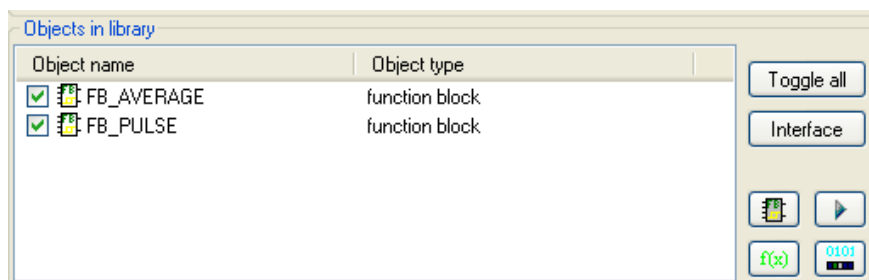 Objects in library
Object name Object type
FB_AVERAGE function block
FB_PULSE function block
Toggle all
Interface
f(x) 0101